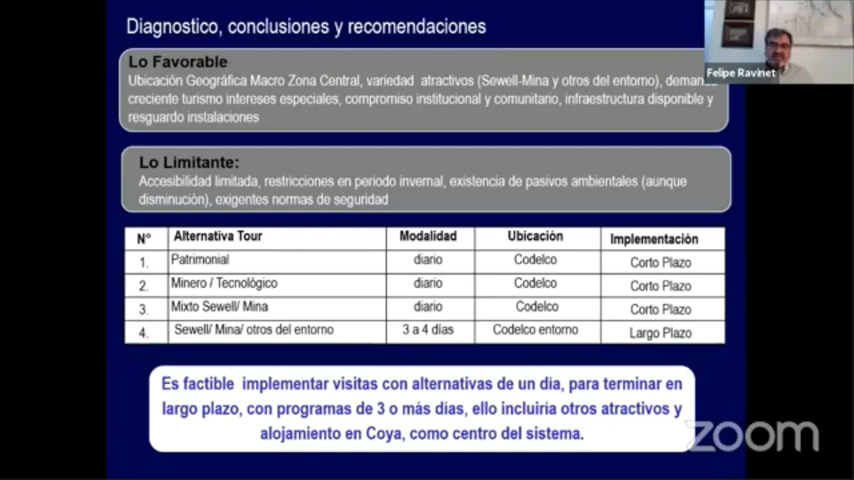 Diagnostico, conclusiones y recomendaciones
Lo Favorable
Ubicación Geográfica Macro Zona Central, variedad atractivos (Sewell-Mina y otros del entorno),
creciente turismo intereses especiales, compromiso institucional y comunitario, infraestructura disponible y
resguardo instalaciones
Felipe Ravinet
Lo Limitante:
Accesibilidad limitada, restricciones en periodo invernal, existencia de pasivos ambientales (aunque
disminución), exigentes normas de seguridad
N° Alternativa Tour Modalidad Ubicación Implementación
1. Patrimonial diario Codelco Corto Plazo
2. Minero / Tecnológico diario Codelco Corto Plazo
3. Mixto Sewell/ Mina diario Codelco Corto Plazo
4. Sewell/ Mina/ otros del entorno 3 a 4 días Codelco entorno Largo Plazo
Es factible implementar visitas con alternativas de un día, para terminar en
largo plazo, con programas de 3 o más días, ello incluiría otros atractivos y
alojamiento en Coya, como centro del sistema.
zoom